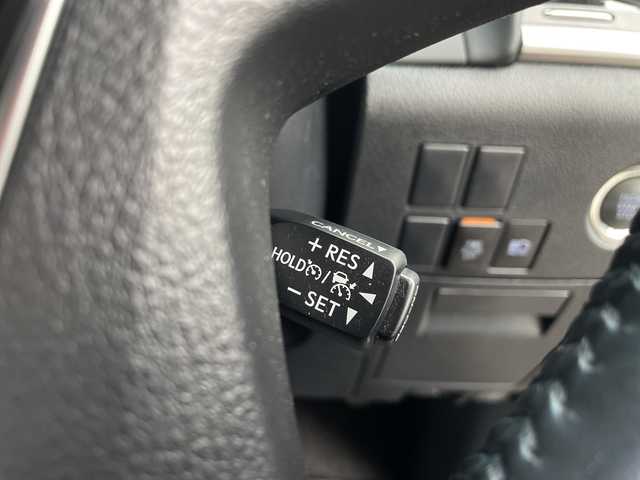 CANCEL
+ RES
HOLD /
− SET